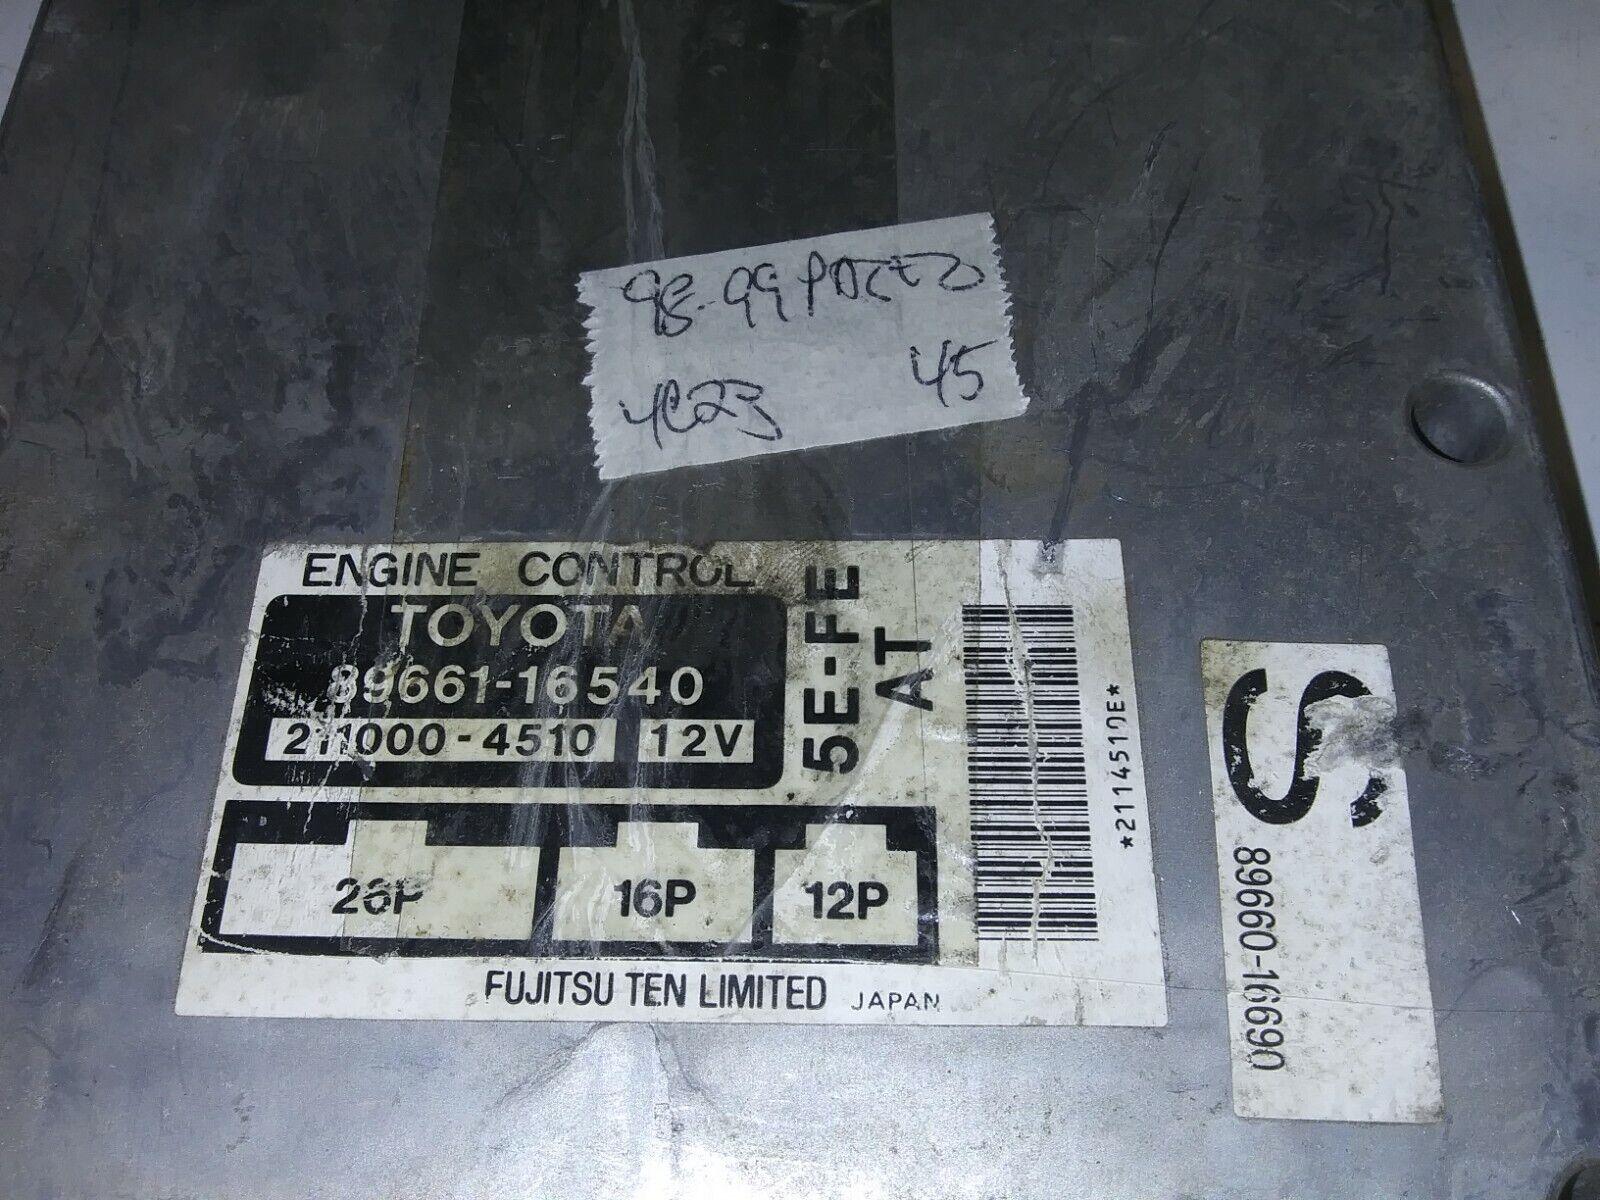 98-99 PASEO
4C23 45
ENGINE CONTROL
TOYOTA
89661-16540
211000-4510 12V
5E-FE
AT
26P 16P 12P
FUJITSU TEN LIMITED JAPAN
*2114510E*
S
89660-16690